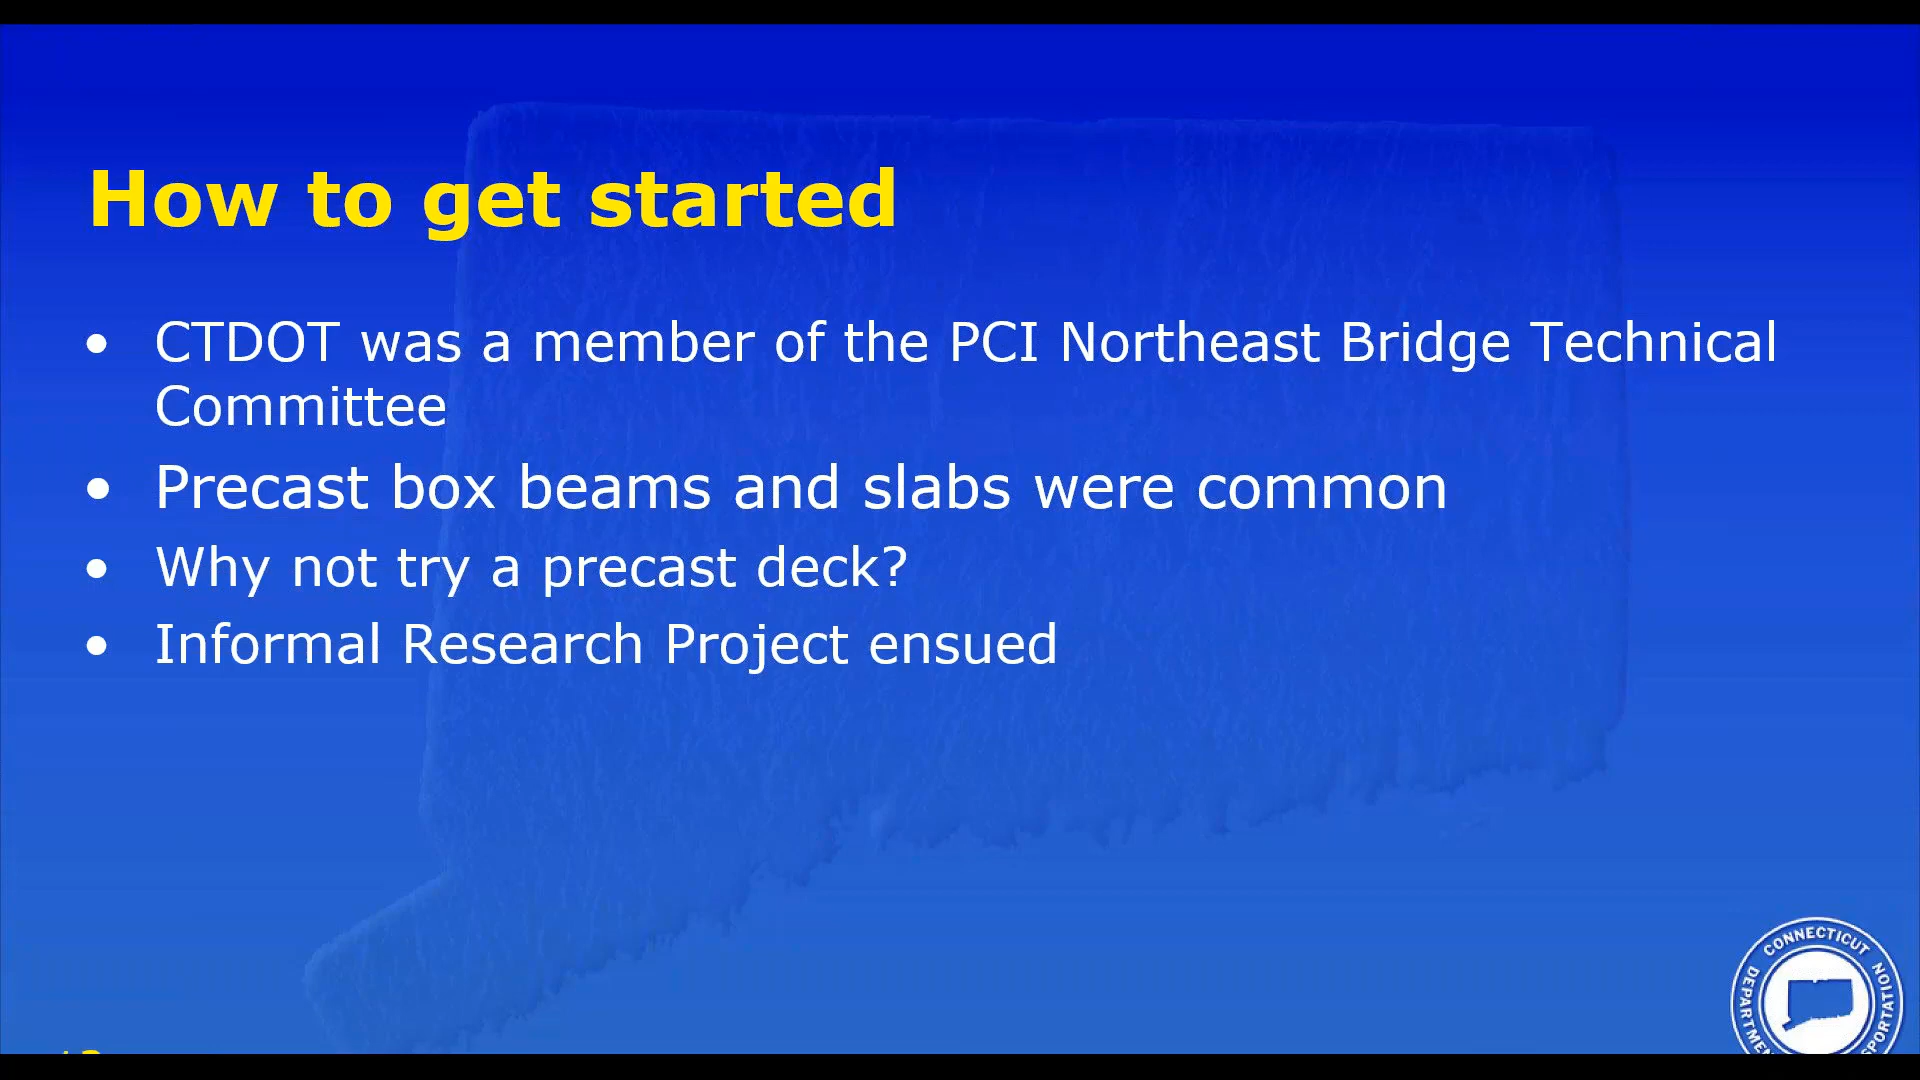 How to get started
• CTDOT was a member of the PCI Northeast Bridge Technical
Committee
• Precast box beams and slabs were common
• Why not try a precast deck?
• Informal Research Project ensued
CONNECTICUT